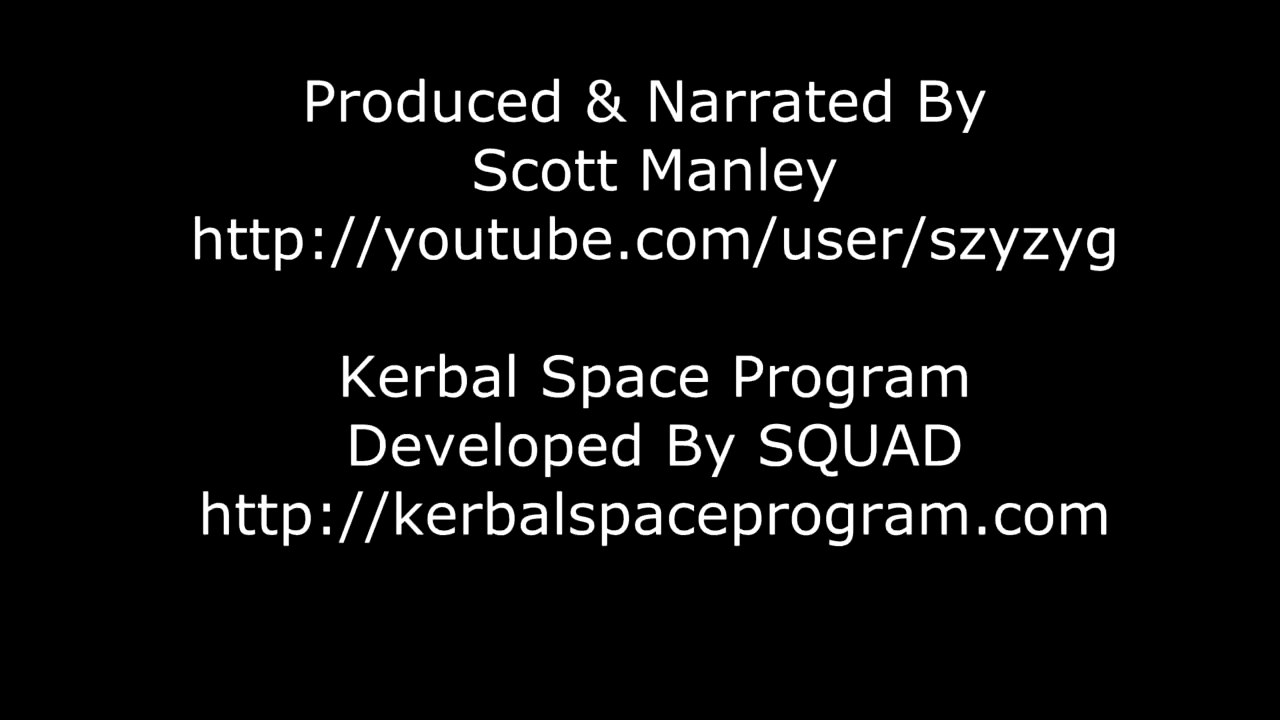 Produced & Narrated By
Scott Manley
http://youtube.com/user/szyzyg
Kerbal Space Program
Developed By SQUAD
http://kerbalspaceprogram.com